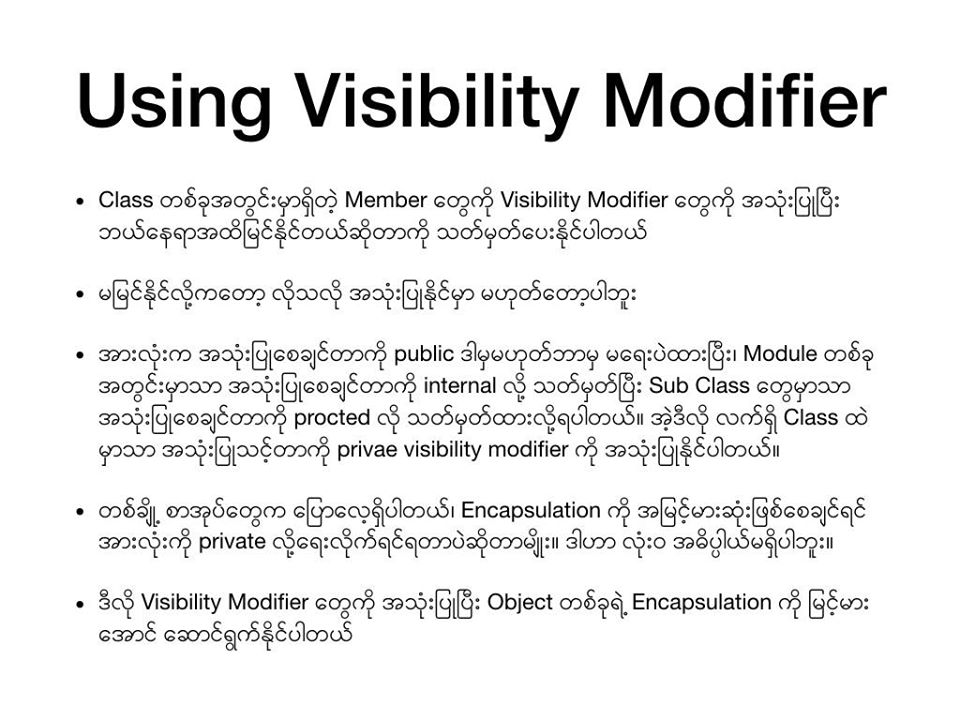 Using Visibility Modifier
• Class တစ်ခုအတွင်းမှာရှိတဲ့ Member တွေကို Visibility Modifier တွေကို အသုံးပြုပြီး
ဘယ်နေရာအထိမြင်နိုင်တယ်ဆိုတာကို သတ်မှတ်ပေးနိုင်ပါတယ်
• မမြင်နိုင်လို့ကတော့ လိုသလို အသုံးပြုနိုင်မှာ မဟုတ်တော့ပါဘူး
• အားလုံးက အသုံးပြုစေချင်တာကို public ဒါမှမဟုတ်ဘာမှ မရေးပဲထားပြီး၊ Module တစ်ခု
အတွင်းမှာသာ အသုံးပြုစေချင်တာကို internal လို့ သတ်မှတ်ပြီး Sub Class တွေမှာသာ
အသုံးပြုစေချင်တာကို procted လို သတ်မှတ်ထားလို့ရပါတယ်။ အဲ့ဒီလို လက်ရှိ Class ထဲ
မှာသာ အသုံးပြုသင့်တာကို privae visibility modifier ကို အသုံးပြုနိုင်ပါတယ်။
• တစ်ချို့ စာအုပ်တွေက ပြောလေ့ရှိပါတယ်၊ Encapsulation ကို အမြင့်မားဆုံးဖြစ်စေချင်ရင်
အားလုံးကို private လို့ရေးလိုက်ရင်ရတာပဲဆိုတာမျိုး။ ဒါဟာ လုံးဝ အဓိပ္ပါယ်မရှိပါဘူး။
• ဒီလို Visibility Modifier တွေကို အသုံးပြုပြီး Object တစ်ခုရဲ့ Encapsulation ကို မြင့်မား
အောင် ဆောင်ရွက်နိုင်ပါတယ်